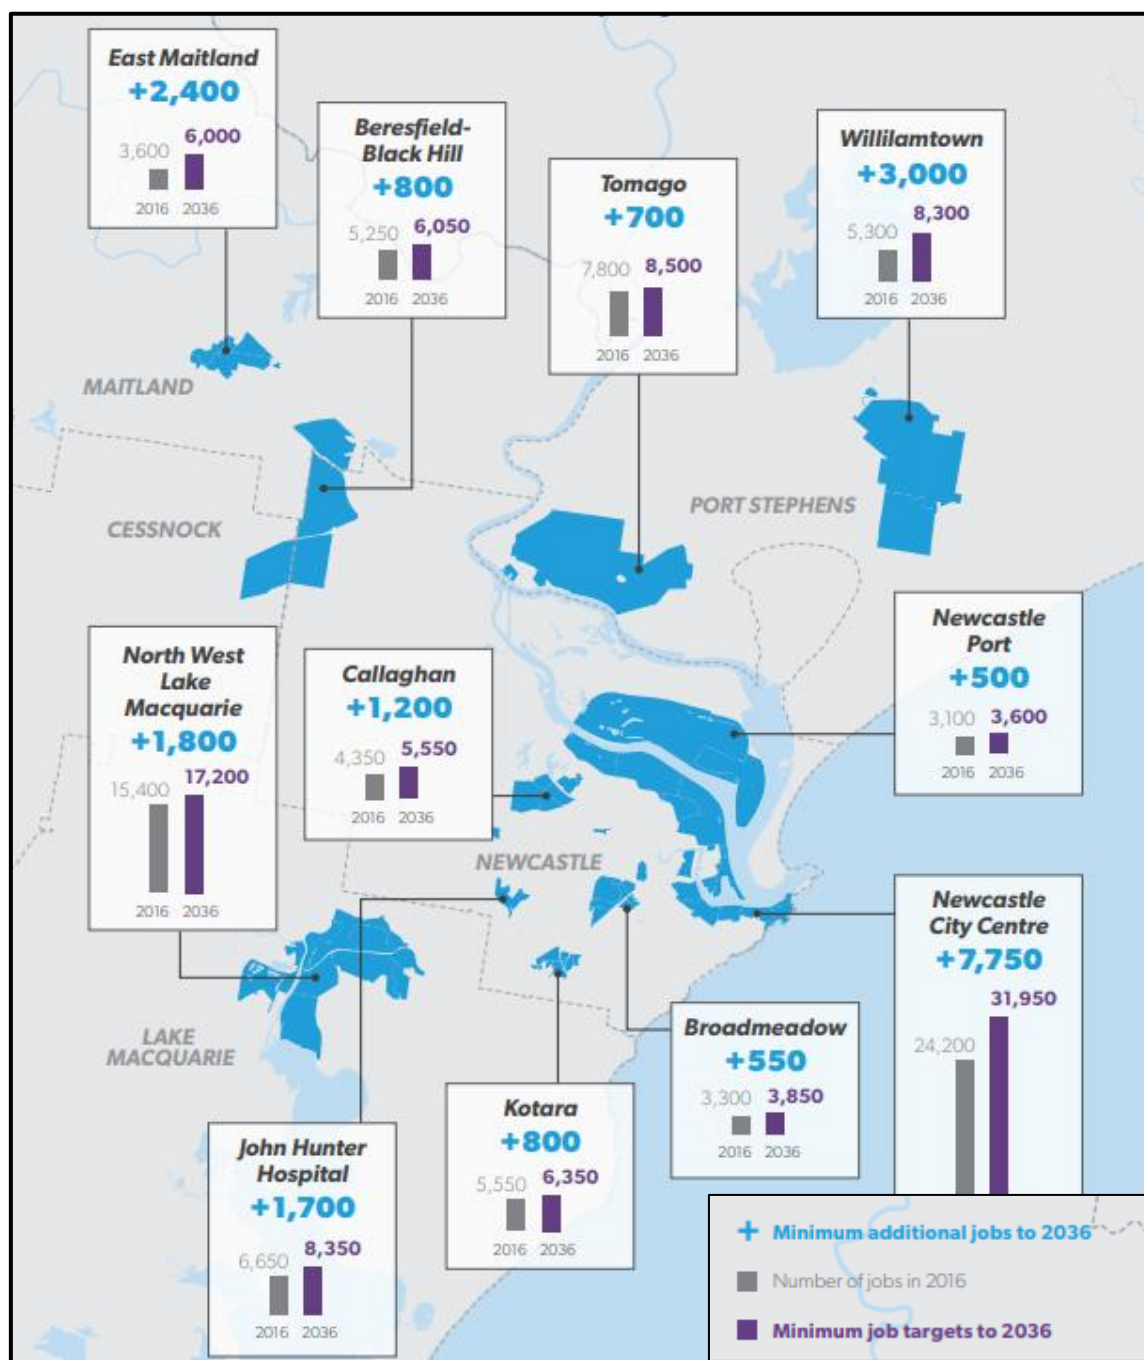 East Maitland
+2,400
3,600
6,000
2016
2036
Beresfield-
Black Hill
+800
5,250
6,050
2016
2036
Tomago
+700
7,800
8,500
2016
2036
Willilamtown
+3,000
5,300
8,300
2016
2036
MAITLAND
CESSNOCK
PORT STEPHENS
North West
Lake
Macquarie
+1,800
15,400
17,200
2016
2036
Callaghan
+1,200
4,350
5,550
2016
2036
Newcastle
Port
+500
3,100
3,600
2016
2036
NEWCASTLE
LAKE
MACQUARIE
Newcastle
City Centre
+7,750
24,200
31,950
Broadmeadow
+550
3,300
3,850
2016
2036
Kotara
+800
5,550
6,350
2016
2036
John Hunter
Hospital
+1,700
6,650
8,350
2016
2036
+ Minimum additional jobs to 2036
Number of jobs in 2016
Minimum job targets to 2036